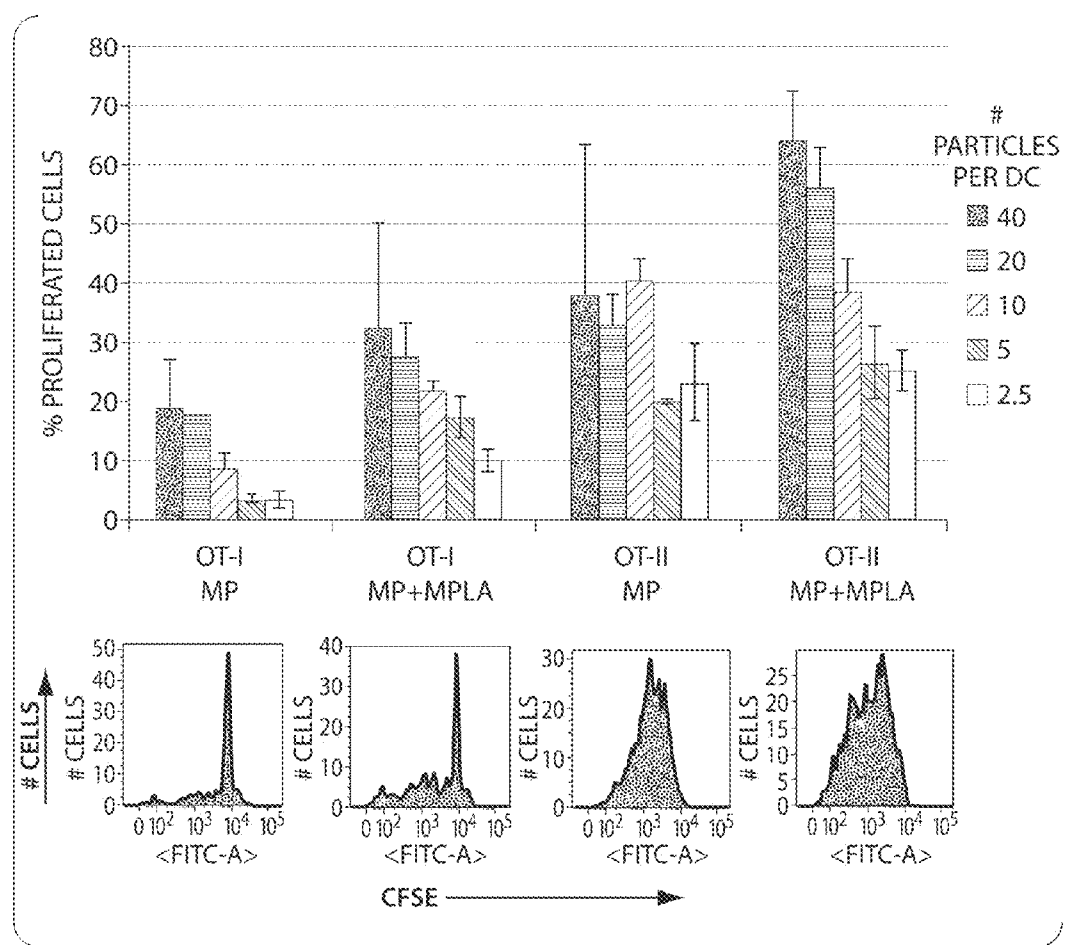 80
70
60
50
40
30
20
10
0
% PROLIFERATED CELLS
#
PARTICLES
PER DC
40
20
10
5
2.5
OT-I
MP
OT-I
MP+MPLA
OT-II
MP
OT-II
MP+MPLA
# CELLS
# CELLS
50
40
30
20
10
0
0 10² 10³ 10⁴ 10⁵
<FITC-A>
# CELLS
40
30
20
10
0
0 10² 10³ 10⁴ 10⁵
<FITC-A>
# CELLS
30
20
10
0
0 10² 10³ 10⁴ 10⁵
<FITC-A>
# CELLS
25
20
15
10
5
0
0 10² 10³ 10⁴ 10⁵
<FITC-A>
CFSE